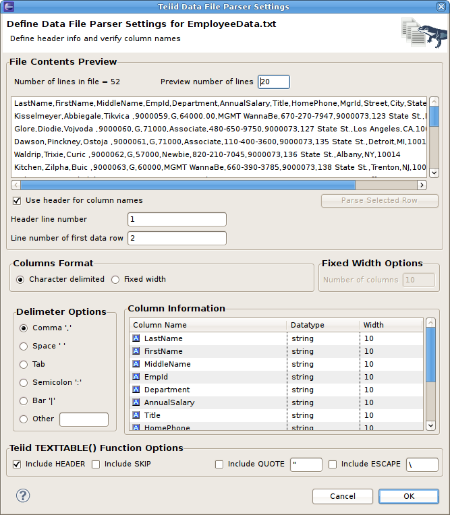 Teiid Data File Parser Settings
Define Data File Parser Settings for EmployeeData.txt
Define header info and verify column names
File Contents Preview
Number of lines in file = 52 Preview number of lines 20
LastName,FirstName,MiddleName,EmpId,Department,AnnualSalary,Title,HomePhone,MgrId,Street,City,State
Kisselmeyer,Abbiegale,Tikvica ,9000059,G,64000.00,MGMT WannaBe,670-270-7947,9000073,123 State St.,
Glore,Diodie,Vojvoda ,9000060,G,71000,Associate,480-650-9750,9000073,127 State St.,Los Angeles,CA,100
Dawson,Pinckney,Ostoja ,9000061,G,71000,Associate,110-400-3600,9000073,135 State St.,Detroit,MI,1001
Waldrip,Trixie,Curic ,9000062,G,57000,Newbie,820-210-7045,9000073,136 State St.,Albany,NY,10014
Kitchen,Zilpha,Buic ,9000063,G,60000,MGMT WannaBe,660-390-3785,9000073,138 State St.,Trenton,NJ,100
Use header for column names Parse Selected Row
Header line number 1
Line number of first data row 2
Columns Format Fixed Width Options
Character delimited Fixed width Number of columns 10
Delimeter Options Column Information
Comma ',' Column Name Datatype Width
Space ' ' LastName string 10
FirstName string 10
Tab MiddleName string 10
Semicolon ':' EmpId string 10
Department string 10
Bar '|' AnnualSalary string 10
Other Title string 10
HomePhone string 10
Teiid TEXTTABLE() Function Options
Include HEADER Include SKIP Include QUOTE " Include ESCAPE \
? Cancel OK